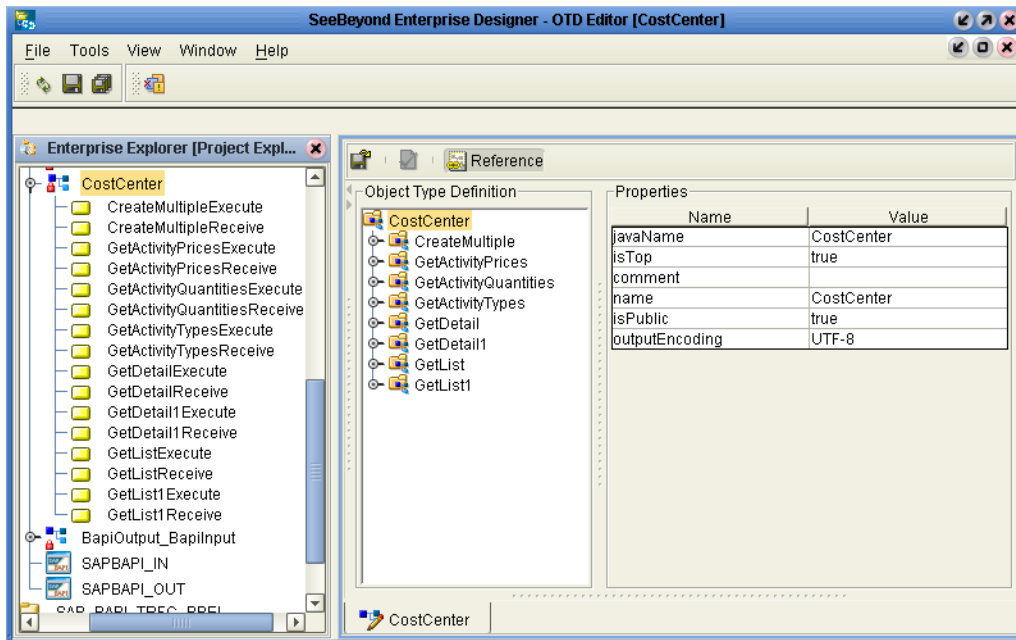 SeeBeyond Enterprise Designer - OTD Editor [CostCenter]
File Tools View Window Help
Enterprise Explorer [Project Expl...
CostCenter
CreateMultipleExecute
CreateMultipleReceive
GetActivityPricesExecute
GetActivityPricesReceive
GetActivityQuantitiesExecute
GetActivityQuantitiesReceive
GetActivityTypesExecute
GetActivityTypesReceive
GetDetailExecute
GetDetailReceive
GetDetail1Execute
GetDetail1Receive
GetListExecute
GetListReceive
GetList1Execute
GetList1Receive
BapiOutput_BapiInput
SAPBAPI_IN
SAPBAPI_OUT
Reference
Object Type Definition
CostCenter
CreateMultiple
GetActivityPrices
GetActivityQuantities
GetActivityTypes
GetDetail
GetDetail1
GetList
GetList1
Properties
Name Value
javaName CostCenter
isTop true
comment
name CostCenter
isPublic true
outputEncoding UTF-8
CostCenter